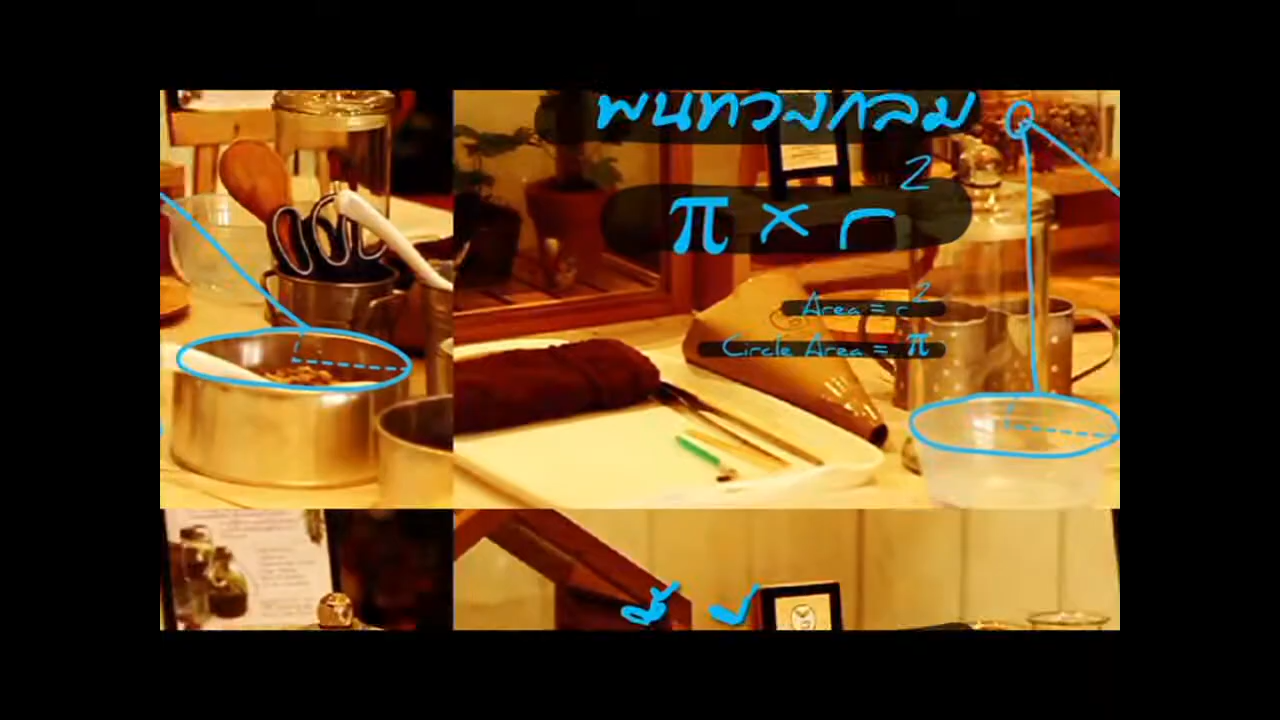 พนทวงกลม
π × r²
Area = r²
Circle Area = π